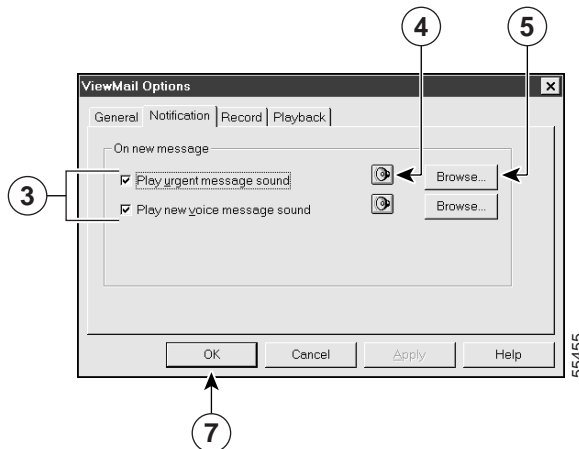 4 5
ViewMail Options
General Notification Record Playback
On new message
3
Play urgent message sound Browse...
Play new voice message sound Browse...
OK Cancel Apply Help
55455
7